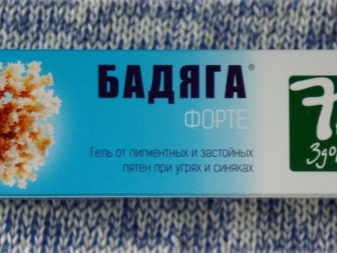 БАДЯГА®
ФОРТЕ
Гель от пигментных и застойных
пятен при угрях и синяках
7